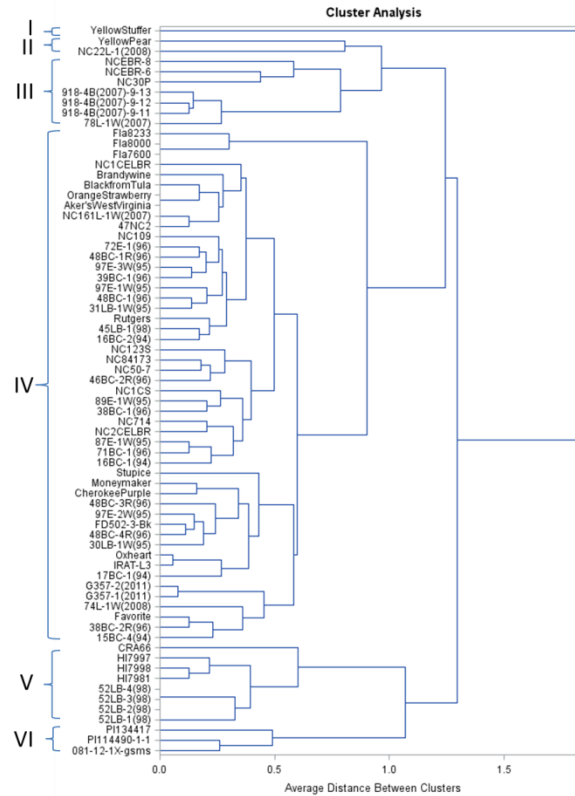 Cluster Analysis
I
YellowStuffer
II
YellowPear
NC22L-1(2008)
III
NCEBR-8
NCEBR-6
NC30P
918-4B(2007)-9-13
918-4B(2007)-9-12
918-4B(2007)-9-11
78L-1W(2007)
IV
Fla8233
Fla8000
Fla7600
NC1CELBR
Brandywine
BlackfromTula
OrangeStrawberry
Aker'sWestVirginia
NC161L-1W(2007)
47NC2
NC109
72E-1(96)
48BC-1R(96)
97E-3W(95)
39BC-1(96)
97E-1W(95)
48BC-1(96)
31LB-1W(95)
Rutgers
45LB-1(98)
16BC-2(94)
NC123S
NC84173
NC50-7
46BC-2R(96)
NC1CS
89E-1W(95)
38BC-1(96)
NC714
NC2CELBR
87E-1W(95)
71BC-1(96)
16BC-1(94)
Stupice
Moneymaker
CherokeePurple
48BC-3R(96)
97E-2W(95)
FD502-3-Bk
48BC-4R(96)
30LB-1W(95)
Oxheart
IRAT-L3
17BC-1(94)
G357-2(2011)
G357-1(2011)
74L-1W(2008)
Favorite
38BC-2R(96)
15BC-4(94)
V
CRA66
HI7997
HI7998
HI7981
52LB-4(98)
52LB-3(98)
52LB-2(98)
52LB-1(98)
VI
PI134417
PI114490-1-1
081-12-1X-gsms
0.0 0.5 1.0 1.5
Average Distance Between Clusters